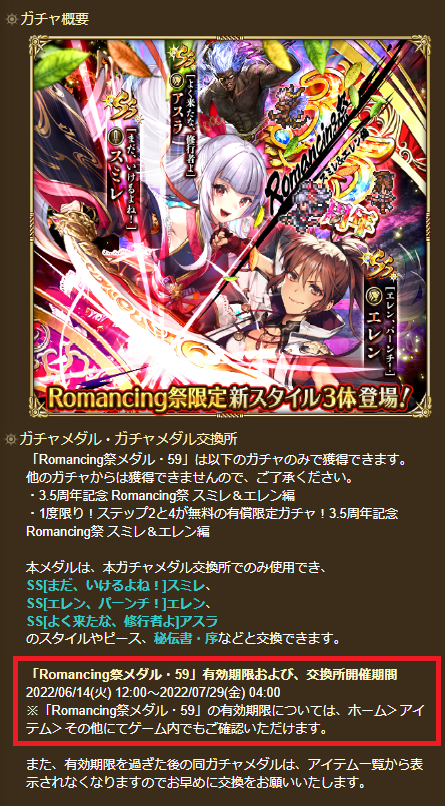 ガチャ概要
SS
[よく来たな、修行者よ]
アスラ
SS
[まだ、いけるよね!]
スミレ
Romancing祭
スミレ&エレン編
開幕
SS
[エレン、パーンチ!]
エレン
Romancing祭限定新スタイル3体登場!
ガチャメダル・ガチャメダル交換所
「Romancing祭メダル・59」は以下のガチャのみで獲得できます。
他のガチャからは獲得できませんので、ご了承ください。
・3.5周年記念 Romancing祭 スミレ&エレン編
・1度限り!ステップ2と4が無料の有償限定ガチャ!3.5周年記念
Romancing祭 スミレ&エレン編
本メダルは、本ガチャメダル交換所でのみ使用でき、
SS[まだ、いけるよね!]スミレ、
SS[エレン、パーンチ!]エレン、
SS[よく来たな、修行者よ]アスラ
のスタイルやピース、秘伝書・序などと交換できます。
「Romancing祭メダル・59」有効期限および、交換所開催期間
2022/06/14(火) 12:00～2022/07/29(金) 04:00
※「Romancing祭メダル・59」の有効期限については、ホーム＞アイ
テム＞その他にてゲーム内でもご確認いただけます。
また、有効期限を過ぎた後の同ガチャメダルは、アイテム一覧から表
示されなくなりますのでお早めに交換をお願いいたします。